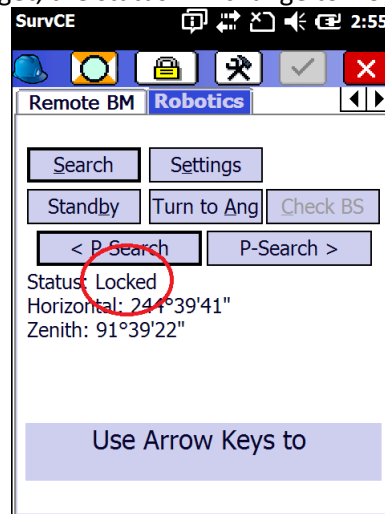 SurvCE 2:55
Remote BM Robotics
Search Settings
Standby Turn to Ang Check BS
< P-Search P-Search >
Status: Locked
Horizontal: 244°39'41"
Zenith: 91°39'22"
Use Arrow Keys to